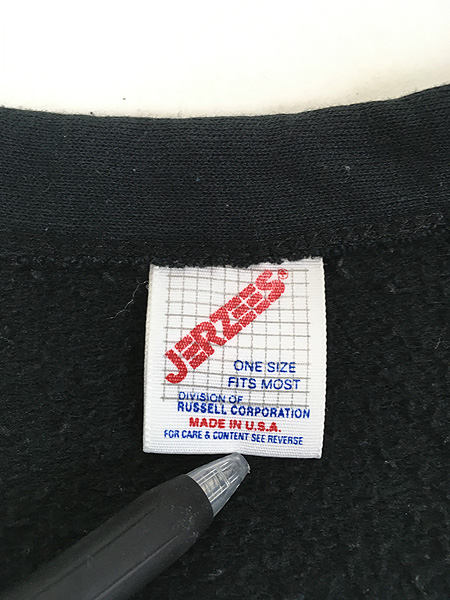 JERZEES®
ONE SIZE
FITS MOST
DIVISION OF
RUSSELL CORPORATION
MADE IN U.S.A.
FOR CARE & CONTENT SEE REVERSE